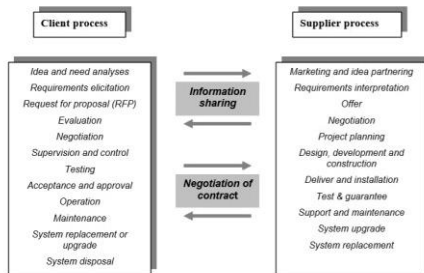 Client process
Supplier process
Idea and need analyses
Requirements elicitation
Request for proposal (RFP)
Evaluation
Negotiation
Supervision and control
Testing
Acceptance and approval
Operation
Maintenance
System replacement or
upgrade
System disposal
Information
sharing
Negotiation of
contract
Marketing and idea partnering
Requirements interpretation
Offer
Negotiation
Project planning
Design, development and
construction
Deliver and installation
Test & guarantee
Support and maintenance
System upgrade
System replacement